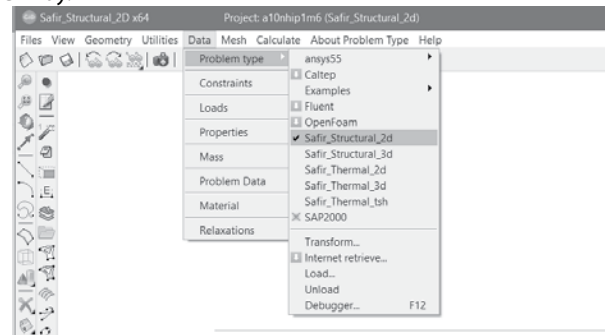 Safir_Structural_2D x64 Project: a10nhip1m6 (Safir_Structural_2d)
Files View Geometry Utilities Data Mesh Calculate About Problem Type Help
Problem type
Constraints
Loads
Properties
Mass
Problem Data
Material
Relaxations
ansys55
Caltep
Examples
Fluent
OpenFoam
Safir_Structural_2d
Safir_Structural_3d
Safir_Thermal_2d
Safir_Thermal_3d
Safir_Thermal_tsh
SAP2000
Transform...
Internet retrieve...
Load...
Unload
Debugger... F12